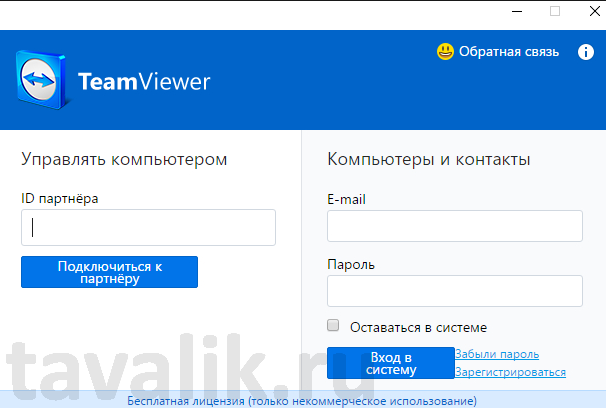 Обратная связь
TeamViewer
Управлять компьютером
ID партнёра
Подключиться к
партнёру
Компьютеры и контакты
E-mail
Пароль
Оставаться в системе
Вход в
систему
Забыли пароль
Зарегистрироваться
tavalik.ru
Бесплатная лицензия (только некоммерческое использование)